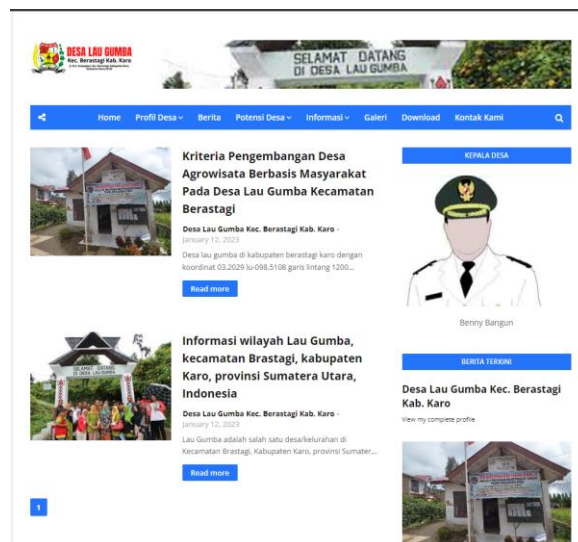 DESA LAU GUMBA
Kec. Berastagi Kab. Karo
SELAMAT DATANG
DI DESA LAU GUMBA
Home Profil Desa Berita Potensi Desa Informasi Galeri Download Kontak Kami
Kriteria Pengembangan Desa
Agrowisata Berbasis Masyarakat
Pada Desa Lau Gumba Kecamatan
Berastagi
Desa Lau Gumba Kec. Berastagi Kab. Karo -
January 12, 2023
Desa lau gumba di kabupaten berastagi karo dengan
koordinat 03.2029 lu-098.5108 garis lintang 1200...
Read more
Informasi wilayah Lau Gumba,
kecamatan Brastagi, kabupaten
Karo, provinsi Sumatera Utara,
Indonesia
Desa Lau Gumba Kec. Berastagi Kab. Karo -
January 12, 2023
Lau Gumba adalah salah satu desa/kelurahan di
Kecamatan Brastagi, Kabupaten Karo, provinsi Sumater...
Read more
1
KEPALA DESA
Benny Bangun
BERITA TERKINI
Desa Lau Gumba Kec. Berastagi
Kab. Karo
View my complete profile